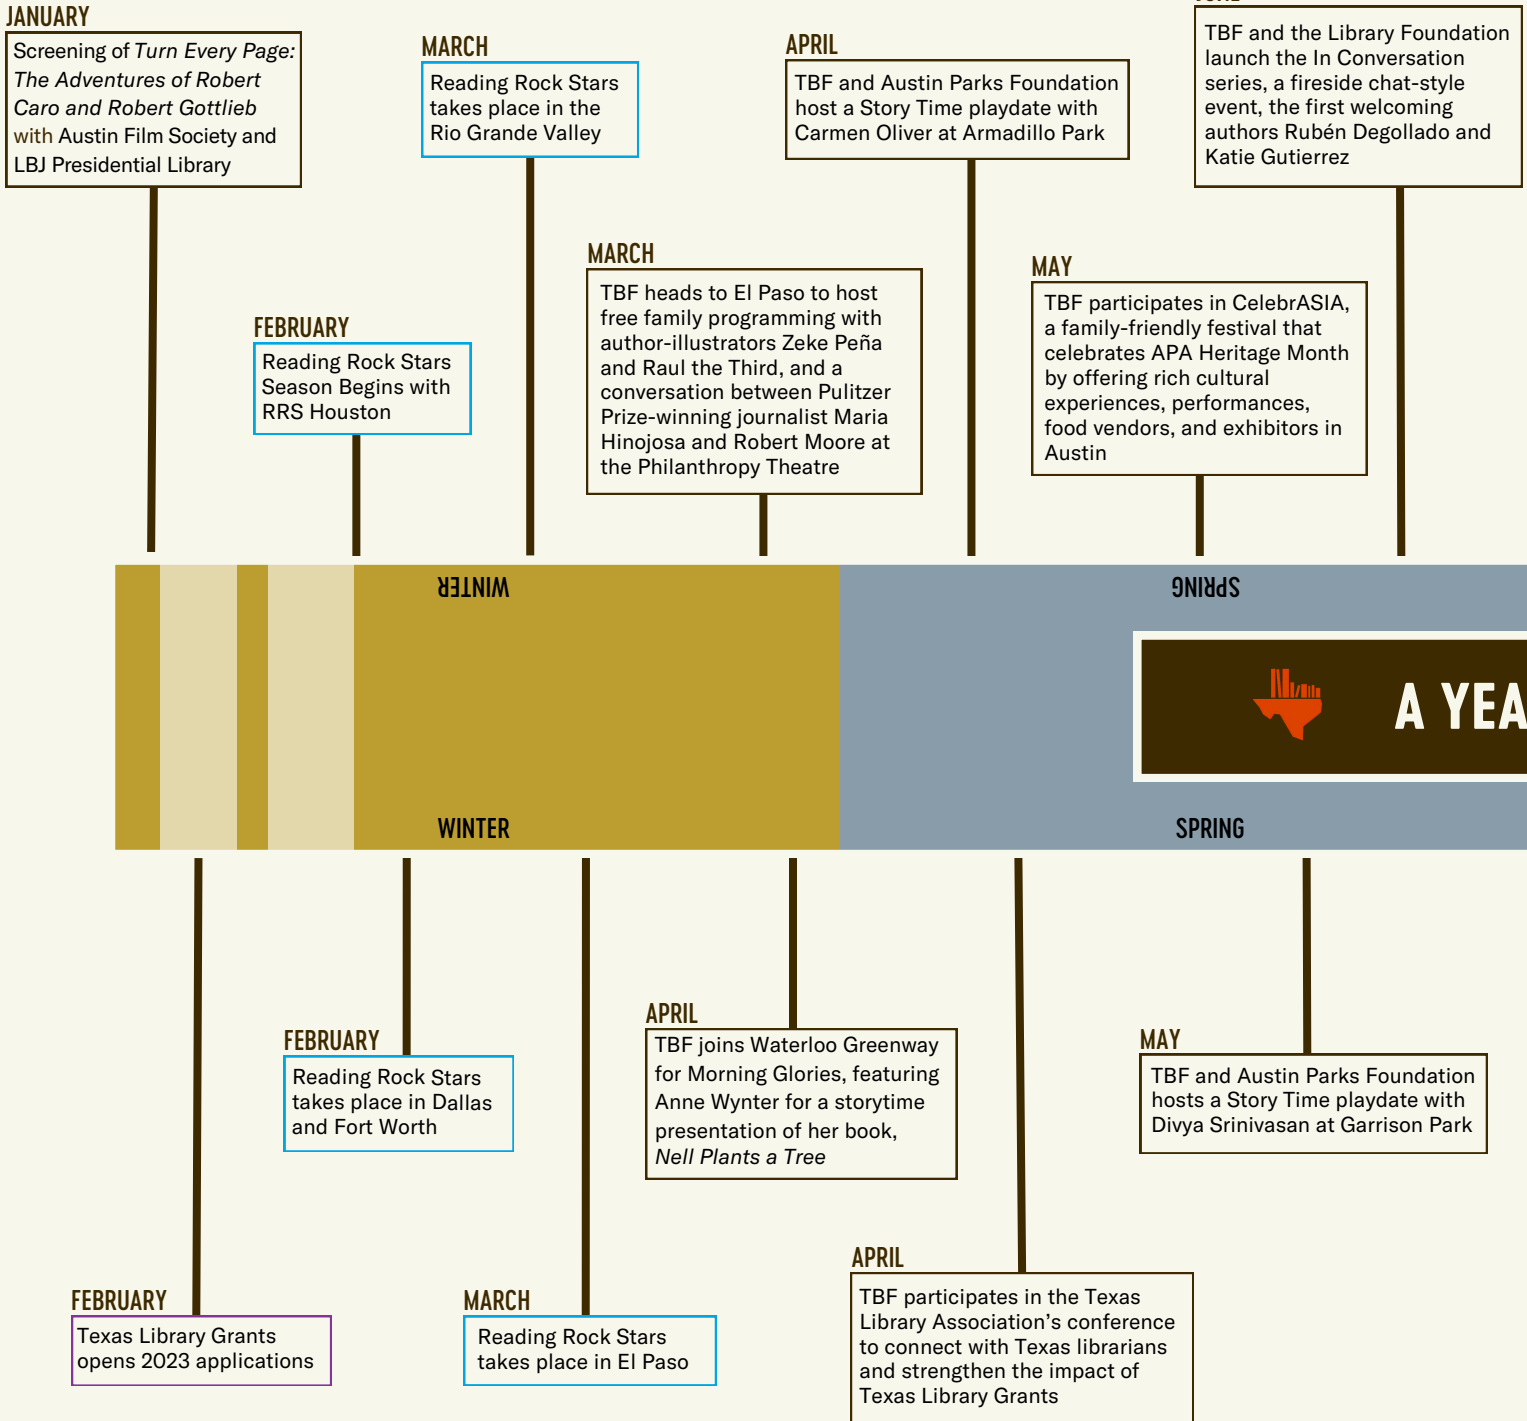 JANUARY
Screening of Turn Every Page:
The Adventures of Robert
Caro and Robert Gottlieb
with Austin Film Society and
LBJ Presidential Library
FEBRUARY
Reading Rock Stars
Season Begins with
RRS Houston
MARCH
Reading Rock Stars
takes place in the
Rio Grande Valley
MARCH
TBF heads to El Paso to host
free family programming with
author-illustrators Zeke Peña
and Raul the Third, and a
conversation between Pulitzer
Prize-winning journalist Maria
Hinojosa and Robert Moore at
the Philanthropy Theatre
APRIL
TBF and Austin Parks Foundation
host a Story Time playdate with
Carmen Oliver at Armadillo Park
MAY
TBF participates in CelebrASIA,
a family-friendly festival that
celebrates APA Heritage Month
by offering rich cultural
experiences, performances,
food vendors, and exhibitors in
Austin
TBF and the Library Foundation
launch the In Conversation
series, a fireside chat-style
event, the first welcoming
authors Rubén Degollado and
Katie Gutierrez
WINTER
SPRING
A YEA
WINTER
SPRING
FEBRUARY
Texas Library Grants
opens 2023 applications
FEBRUARY
Reading Rock Stars
takes place in Dallas
and Fort Worth
MARCH
Reading Rock Stars
takes place in El Paso
APRIL
TBF joins Waterloo Greenway
for Morning Glories, featuring
Anne Wynter for a storytime
presentation of her book,
Nell Plants a Tree
APRIL
TBF participates in the Texas
Library Association's conference
to connect with Texas librarians
and strengthen the impact of
Texas Library Grants
MAY
TBF and Austin Parks Foundation
hosts a Story Time playdate with
Divya Srinivasan at Garrison Park